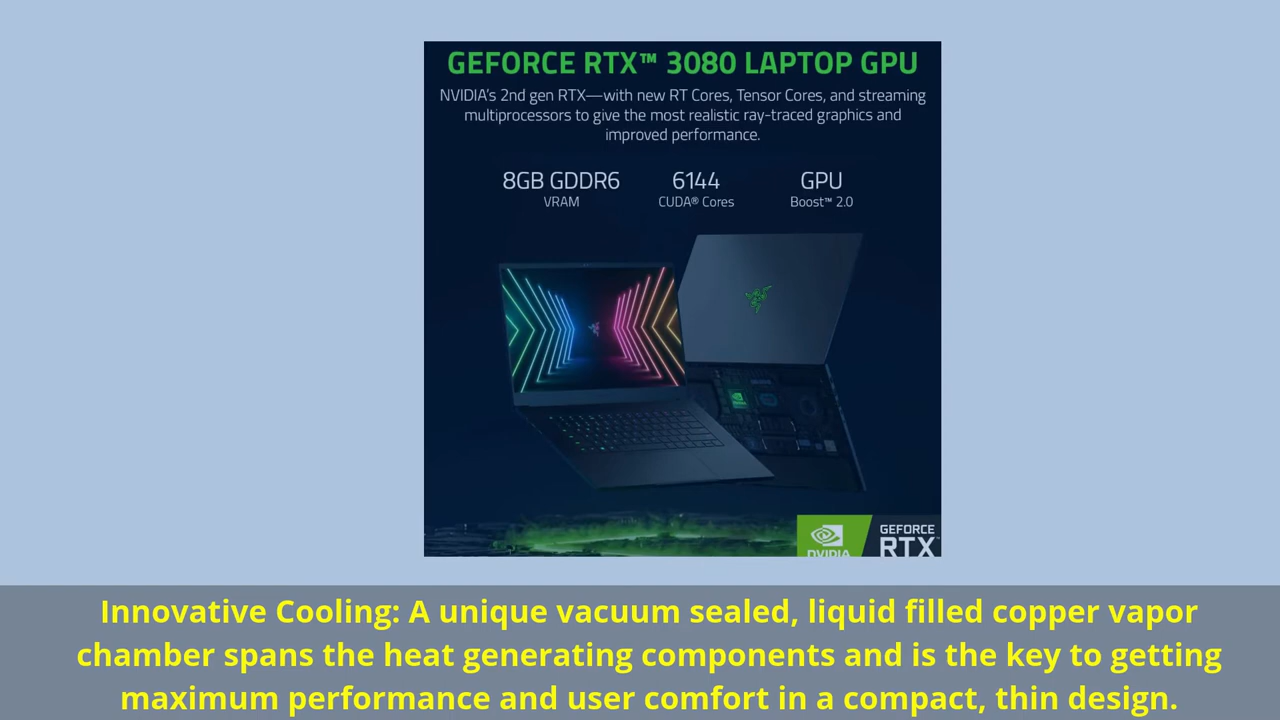 GEFORCE RTX™ 3080 LAPTOP GPU
NVIDIA's 2nd gen RTX—with new RT Cores, Tensor Cores, and streaming
multiprocessors to give the most realistic ray-traced graphics and
improved performance.
8GB GDDR6 6144 GPU
VRAM CUDA® Cores Boost™ 2.0
GEFORCE
NVIDIA RTX™
Innovative Cooling: A unique vacuum sealed, liquid filled copper vapor
chamber spans the heat generating components and is the key to getting
maximum performance and user comfort in a compact, thin design.